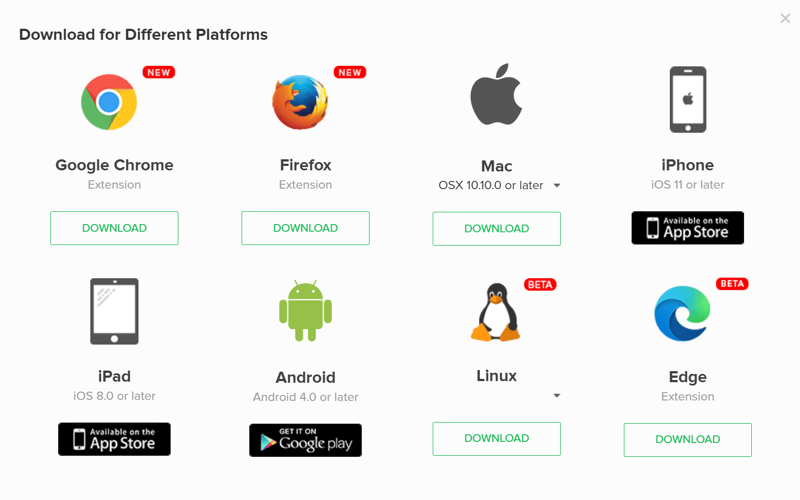 Download for Different Platforms
NEW
NEW
Google Chrome
Firefox
Mac
iPhone
Extension
Extension
OSX 10.10.0 or later
iOS 11 or later
DOWNLOAD
DOWNLOAD
DOWNLOAD
Available on the
App Store
BETA
BETA
iPad
Android
Linux
Edge
iOS 8.0 or later
Android 4.0 or later
Extension
Available on the
App Store
GET IT ON
Google play
DOWNLOAD
DOWNLOAD